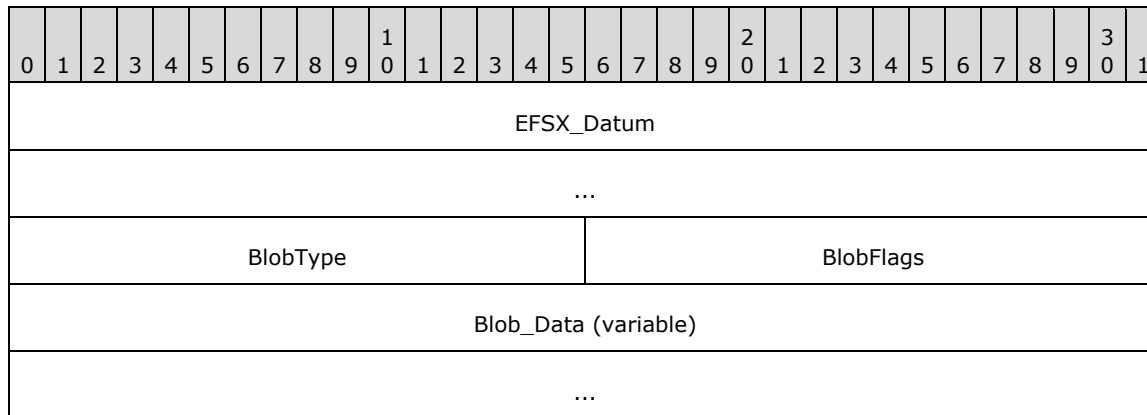 1 2 3
0 1 2 3 4 5 6 7 8 9 0 1 2 3 4 5 6 7 8 9 0 1 2 3 4 5 6 7 8 9 0 1
EFSX_Datum
...
BlobType BlobFlags
Blob_Data (variable)
...